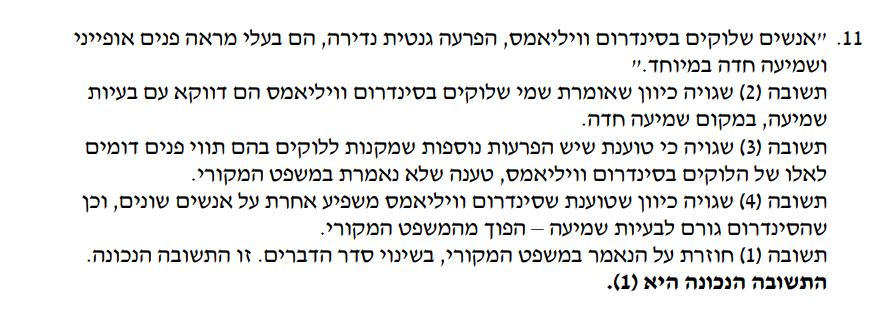 11. "אנשים שלוקים בסינדרום וויליאמס, הפרעה גנטית נדירה, הם בעלי מראה פנים אופייני
ושמיעה חדה במיוחד."
תשובה (2) שגויה כיוון שאומרת שמי שלוקים בסינדרום וויליאמס הם דווקא עם בעיות
שמיעה, במקום שמיעה חדה.
תשובה (3) שגויה כי טוענת שיש הפרעות נוספות שמקנות ללוקים בהם תווי פנים דומים
לאלו של הלוקים בסינדרום וויליאמס, טענה שלא נאמרת במשפט המקורי.
תשובה (4) שגויה כיוון שטוענת שסינדרום וויליאמס משפיע אחרת על אנשים שונים, וכן
שהסינדרום גורם לבעיות שמיעה – הפוך מהמשפט המקורי.
תשובה (1) חוזרת על הנאמר במשפט המקורי, בשינוי סדר הדברים. זו התשובה הנכונה.
התשובה הנכונה היא (1).